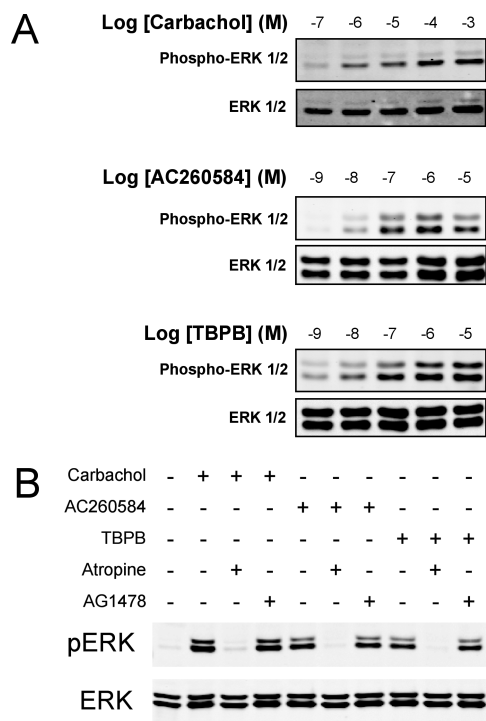 A
Log [Carbachol] (M) -7 -6 -5 -4 -3
Phospho-ERK 1/2
ERK 1/2
Log [AC260584] (M) -9 -8 -7 -6 -5
Phospho-ERK 1/2
ERK 1/2
Log [TBPB] (M) -9 -8 -7 -6 -5
Phospho-ERK 1/2
ERK 1/2
B
Carbachol - + + + - - - - - -
AC260584 - - - - + + + - - -
TBPB - - - - - - - + + +
Atropine - - + - - + - - + -
AG1478 - - - + - - + - - +
pERK
ERK